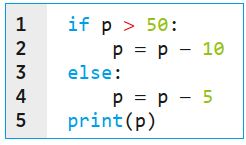 1 if p > 50:
2     p = p - 10
3 else:
4     p = p - 5
5 print(p)